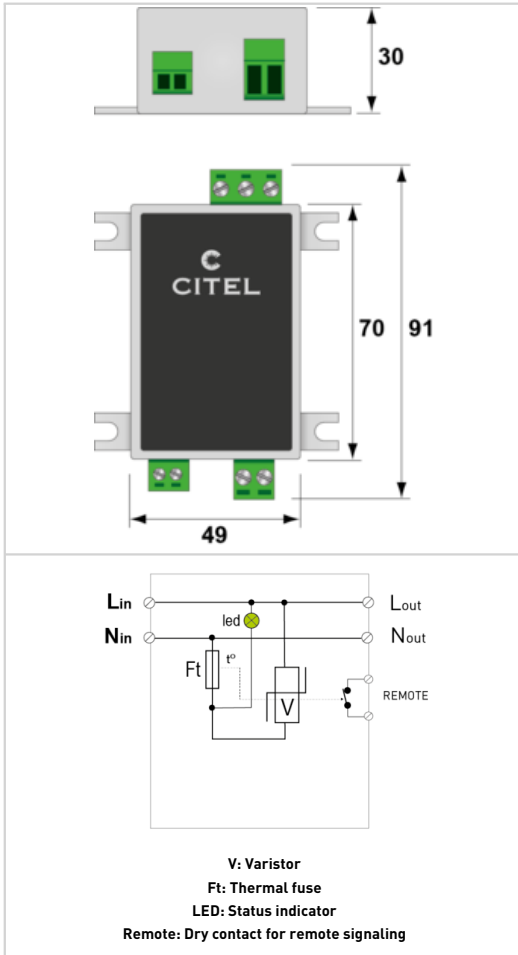 30
C
CITEL
70 91
49
Lin Lout
led
Nin Nout
Ft t° V REMOTE
V: Varistor
Ft: Thermal fuse
LED: Status indicator
Remote: Dry contact for remote signaling